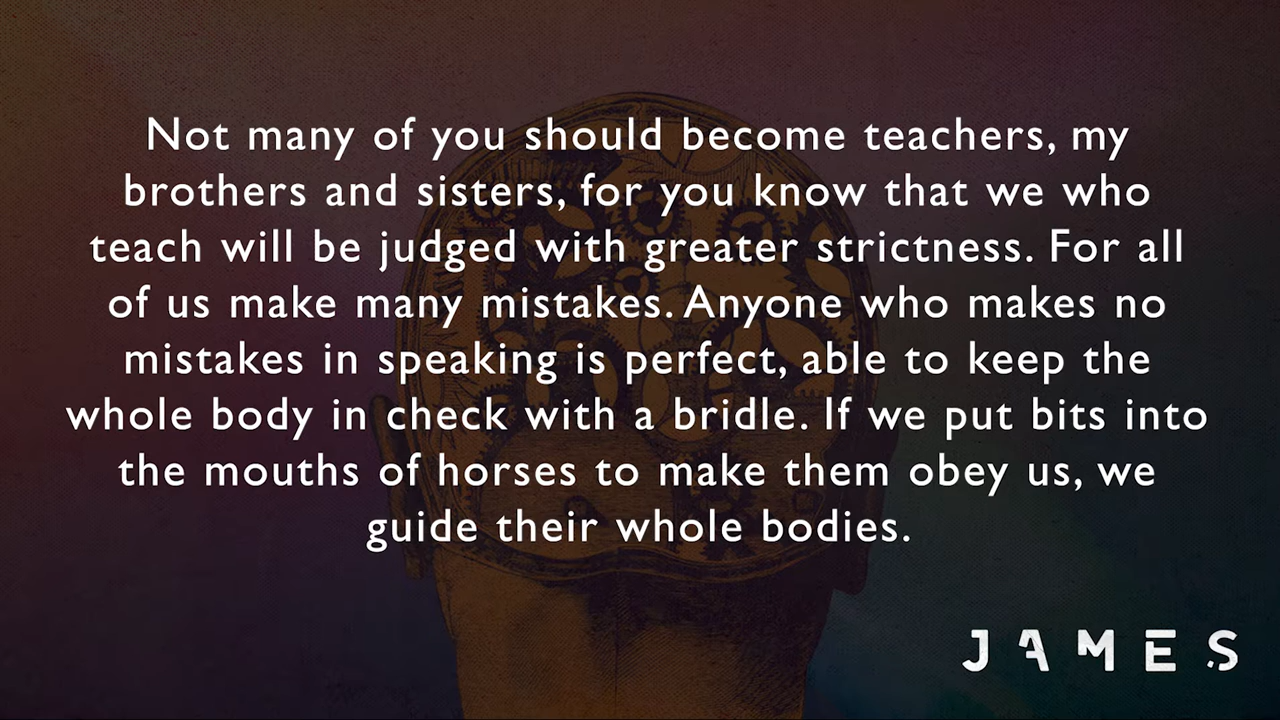 Not many of you should become teachers, my
brothers and sisters, for you know that we who
teach will be judged with greater strictness. For all
of us make many mistakes. Anyone who makes no
mistakes in speaking is perfect, able to keep the
whole body in check with a bridle. If we put bits into
the mouths of horses to make them obey us, we
guide their whole bodies.
JAMES